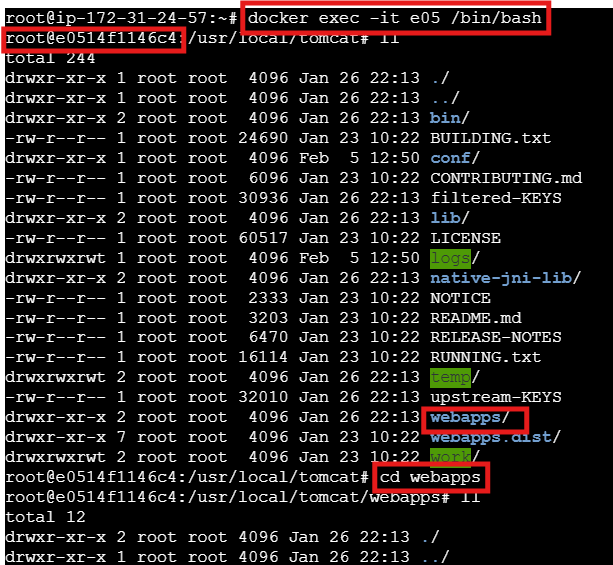 root@ip-172-31-24-57:~# docker exec -it e05 /bin/bash
root@e0514f1146c4:/usr/local/tomcat# ll
total 244
drwxr-xr-x 1 root root  4096 Jan 26 22:13 ./
drwxr-xr-x 1 root root  4096 Jan 26 22:13 ../
drwxr-xr-x 2 root root  4096 Jan 26 22:13 bin/
-rw-r--r-- 1 root root 24690 Jan 23 10:22 BUILDING.txt
drwxr-xr-x 1 root root  4096 Feb  5 12:50 conf/
-rw-r--r-- 1 root root  6096 Jan 23 10:22 CONTRIBUTING.md
-rw-r--r-- 1 root root 30936 Jan 26 22:13 filtered-KEYS
drwxr-xr-x 2 root root  4096 Jan 26 22:13 lib/
-rw-r--r-- 1 root root 60517 Jan 23 10:22 LICENSE
drwxrwxrwt 1 root root  4096 Feb  5 12:50 logs/
drwxr-xr-x 2 root root  4096 Jan 26 22:13 native-jni-lib/
-rw-r--r-- 1 root root  2333 Jan 23 10:22 NOTICE
-rw-r--r-- 1 root root  3203 Jan 23 10:22 README.md
-rw-r--r-- 1 root root  6470 Jan 23 10:22 RELEASE-NOTES
-rw-r--r-- 1 root root 16114 Jan 23 10:22 RUNNING.txt
drwxrwxrwt 2 root root  4096 Jan 26 22:13 temp/
-rw-r--r-- 1 root root 32010 Jan 26 22:13 upstream-KEYS
drwxr-xr-x 2 root root  4096 Jan 26 22:13 webapps/
drwxr-xr-x 7 root root  4096 Jan 23 10:22 webapps.dist/
drwxrwxrwt 2 root root  4096 Jan 23 10:22 work/
root@e0514f1146c4:/usr/local/tomcat# cd webapps
root@e0514f1146c4:/usr/local/tomcat/webapps# ll
total 12
drwxr-xr-x 2 root root 4096 Jan 26 22:13 ./
drwxr-xr-x 1 root root 4096 Jan 26 22:13 ../